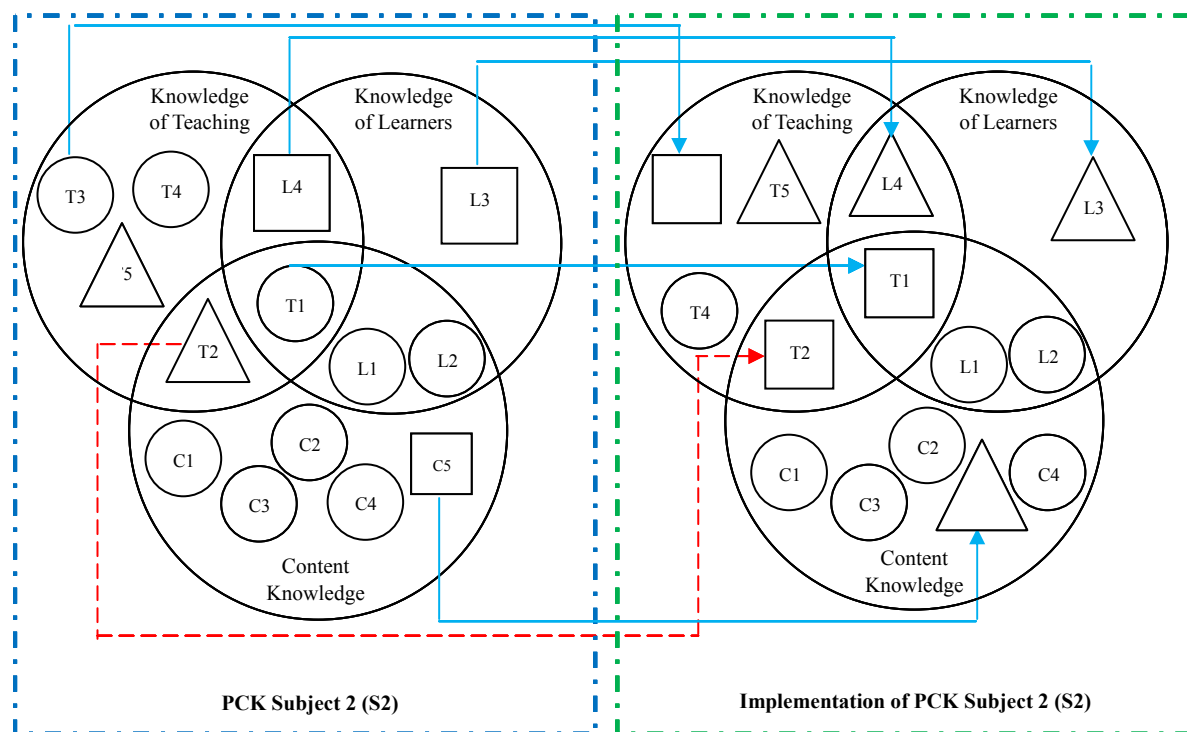 Knowledge
of Teaching
Knowledge
of Learners
T3
T4
L4
L3
'5
T1
T2
L1
L2
C1
C2
C3
C4
C5
Content
Knowledge
PCK Subject 2 (S2)
Knowledge
of Teaching
Knowledge
of Learners
T5
L4
L3
T4
T1
T2
L1
L2
C1
C2
C3
C4
Content
Knowledge
Implementation of PCK Subject 2 (S2)